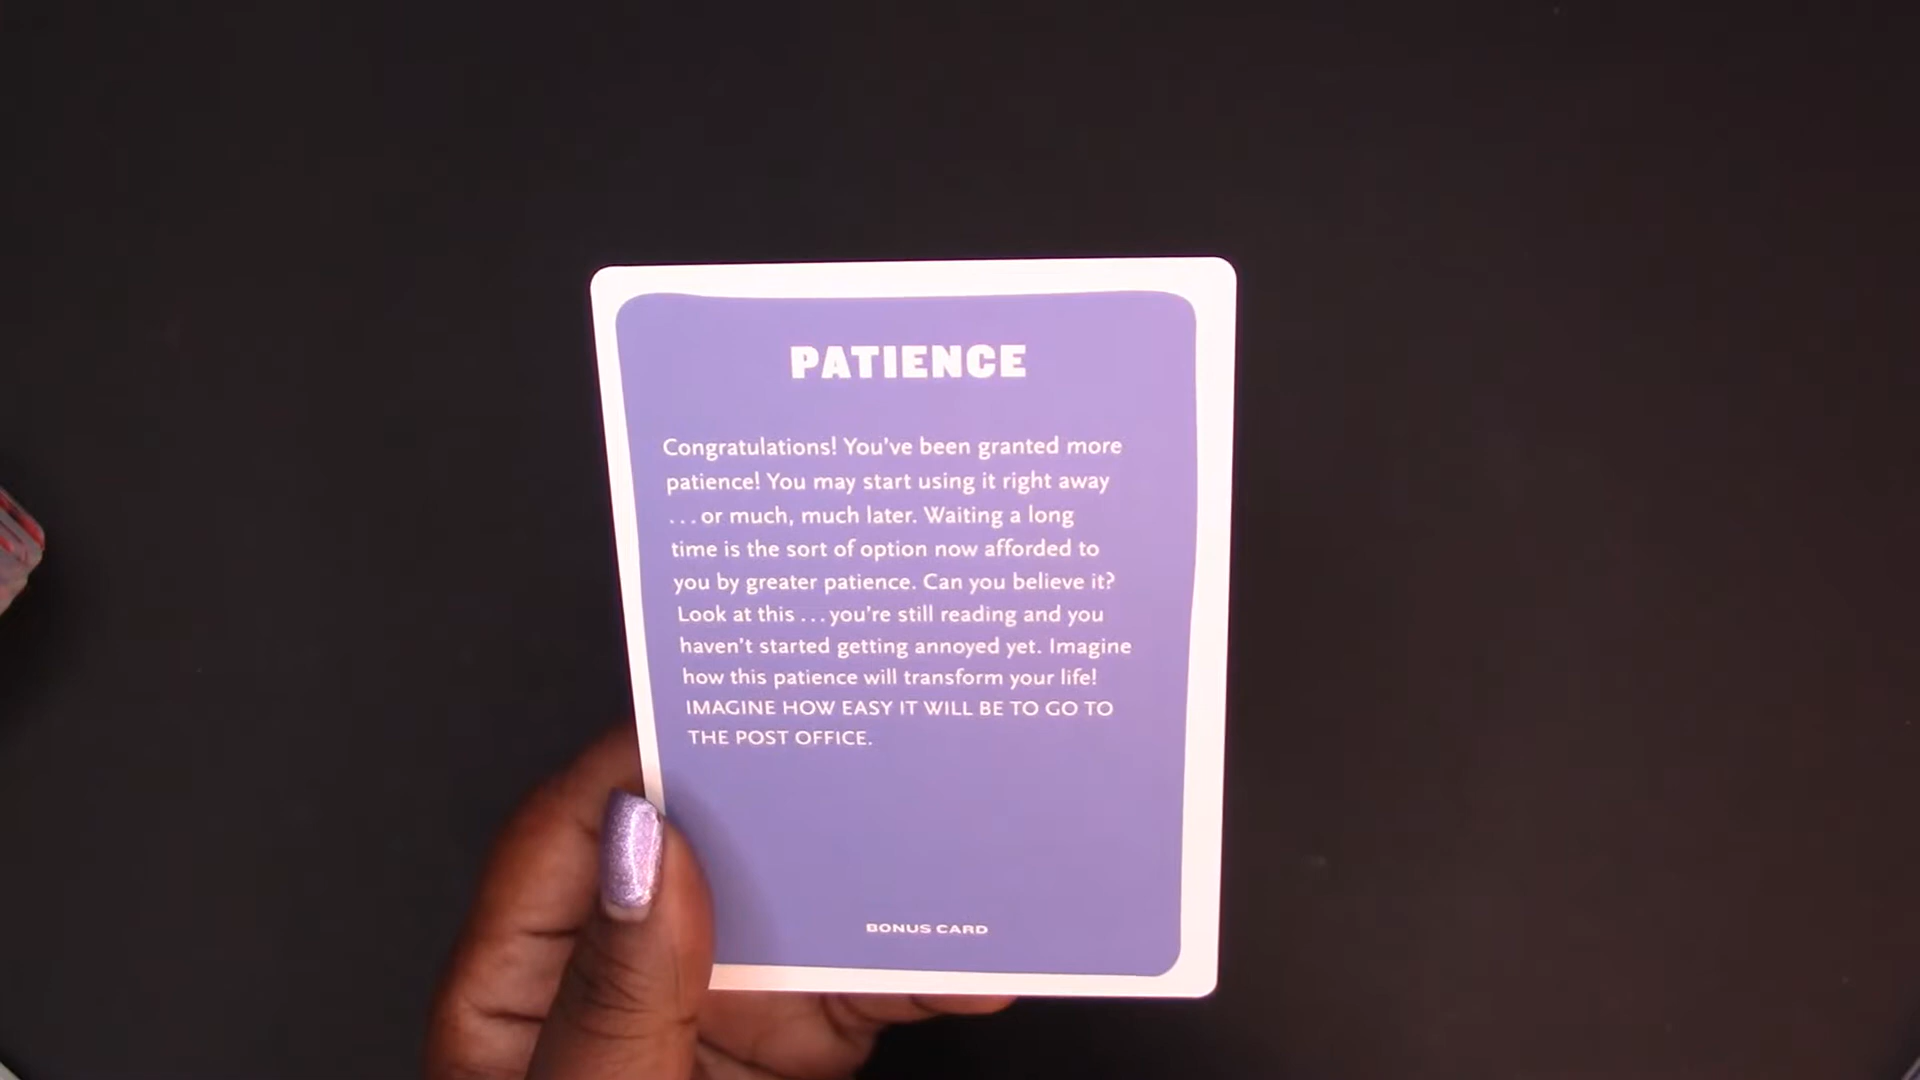 PATIENCE
Congratulations! You've been granted more
patience! You may start using it right away
...or much, much later. Waiting a long
time is the sort of option now afforded to
you by greater patience. Can you believe it?
Look at this ...you're still reading and you
haven't started getting annoyed yet. Imagine
how this patience will transform your life!
IMAGINE HOW EASY IT WILL BE TO GO TO
THE POST OFFICE.
BONUS CARD